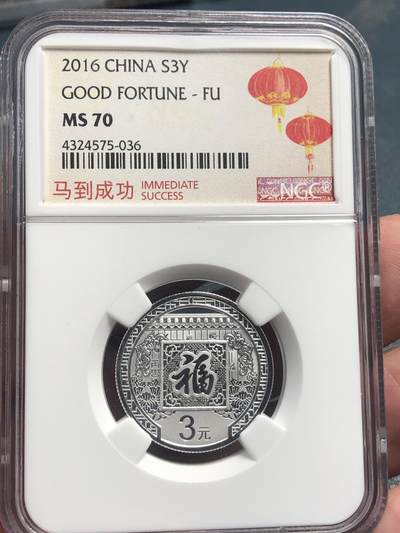 2016 CHINA S3Y
GOOD FORTUNE - FU
MS 70
4324575-036
马到成功 IMMEDIATE SUCCESS
NGC
福
3元